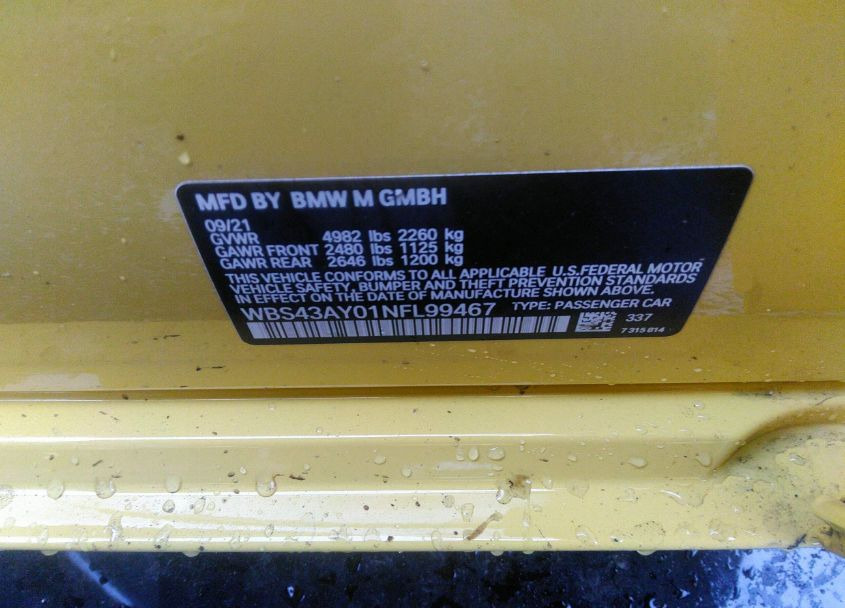 MFD BY BMW M GMBH
09/21
GVWR 4982 lbs 2260 kg
GAWR FRONT 2480 lbs 1125 kg
GAWR REAR 2646 lbs 1200 kg
THIS VEHICLE CONFORMS TO ALL APPLICABLE U.S.FEDERAL MOTOR
VEHICLE SAFETY, BUMPER AND THEFT PREVENTION STANDARDS
IN EFFECT ON THE DATE OF MANUFACTURE SHOWN ABOVE.
WBS43AY01NFL99467 TYPE: PASSENGER CAR
337
7 315 814